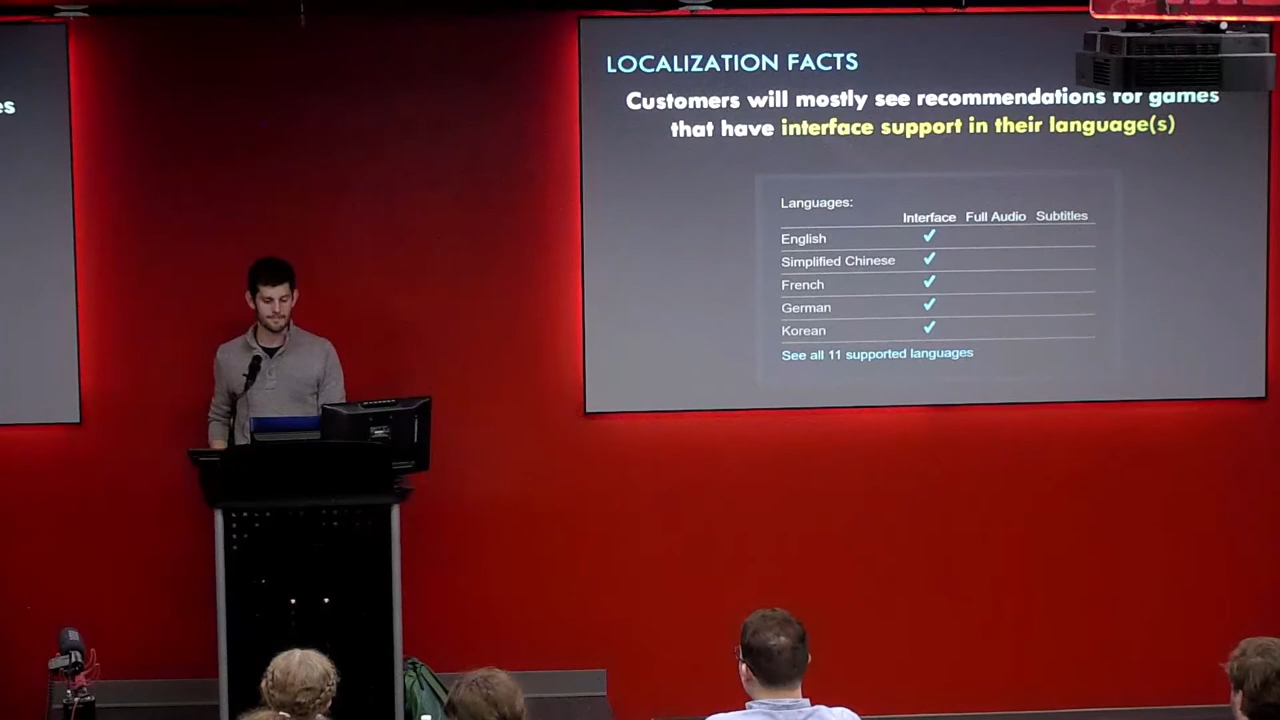 es
LOCALIZATION FACTS
Customers will mostly see recommendations for games
that have interface support in their language(s)
Languages:
Interface Full Audio Subtitles
English ✓
Simplified Chinese ✓
French ✓
German ✓
Korean ✓
See all 11 supported languages